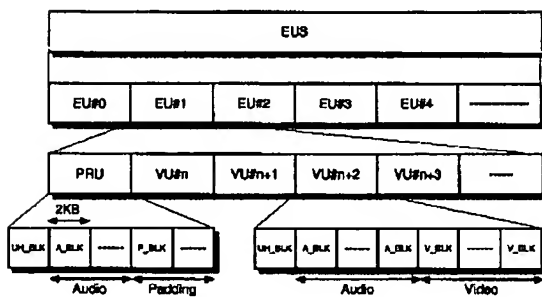 EUS
EU#0 EU#1 EU#2 EU#3 EU#4
PRU VU#n VU#n+1 VU#n+2 VU#n+3
2KB
UH_BLK A_BLK P_BLK UH_BLK A_BLK A_BLK V_BLK V_BLK
Audio Padding Audio Video